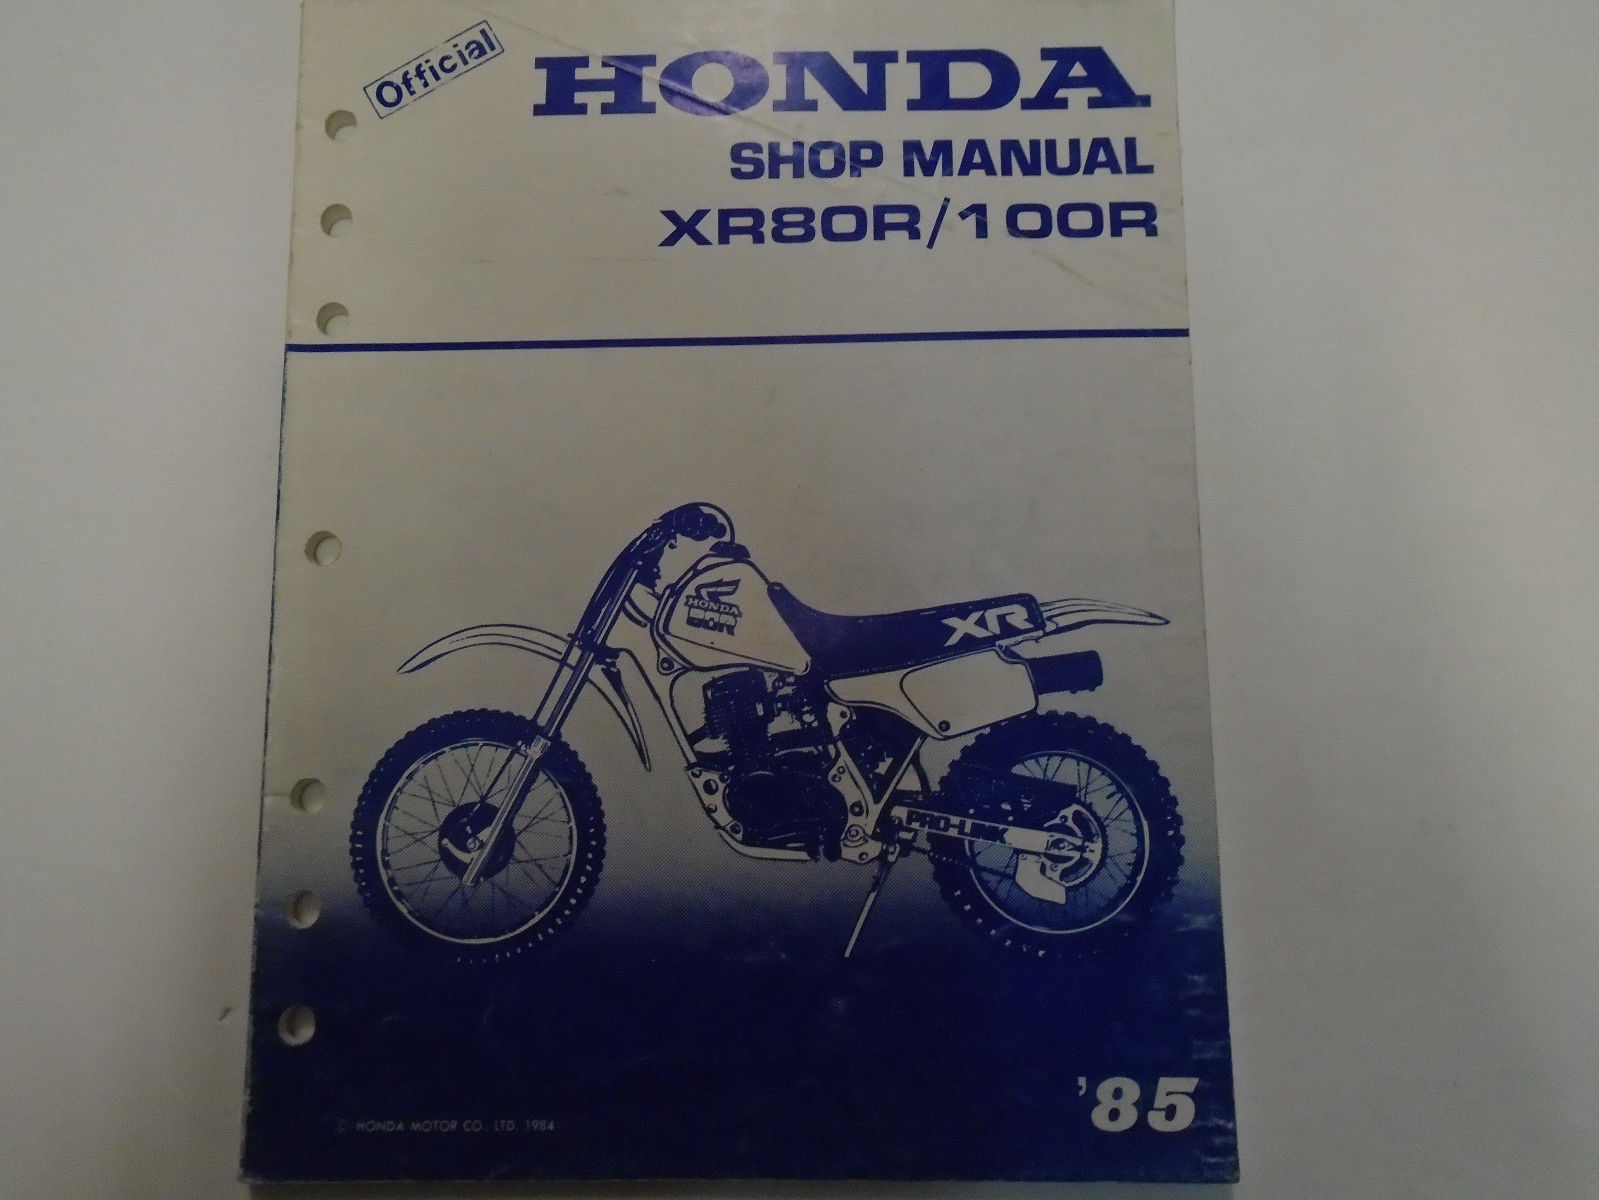 Official
HONDA
SHOP MANUAL
XR80R/100R
HONDA
80R
XR
PRO-LINK
'85
© HONDA MOTOR CO., LTD. 1984